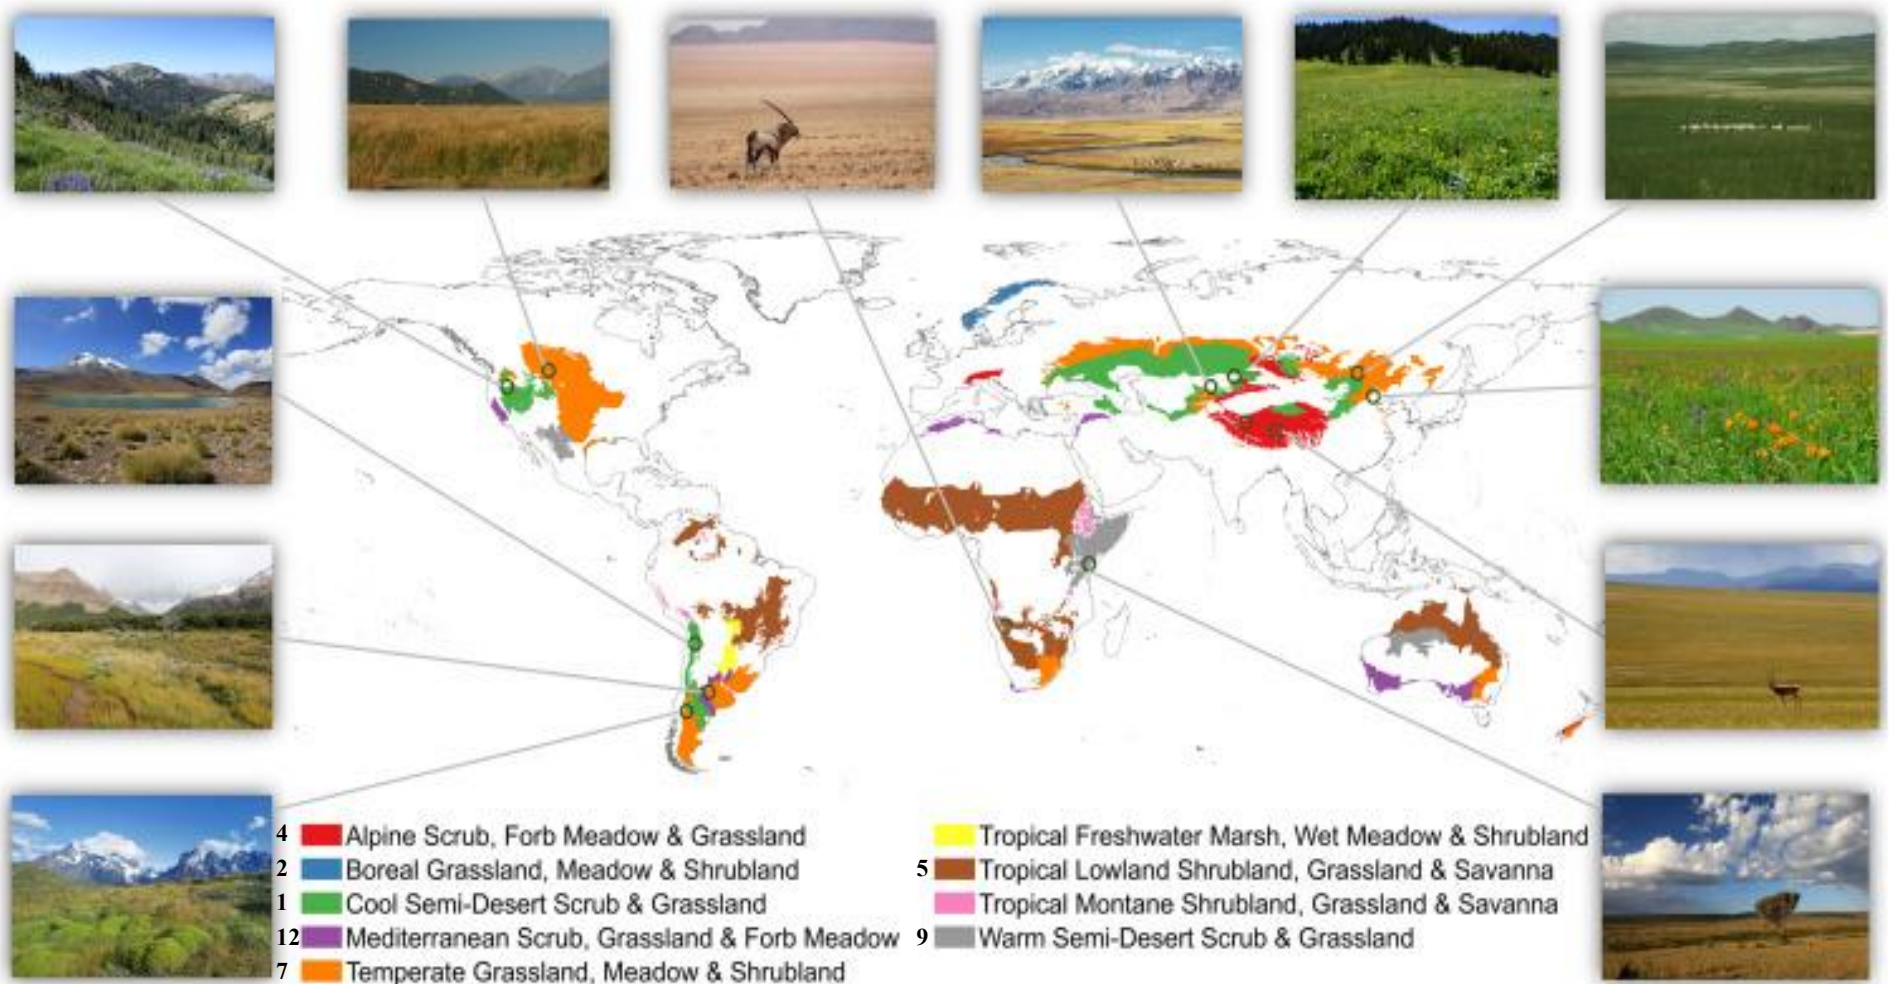 4 Alpine Scrub, Forb Meadow & Grassland
2 Boreal Grassland, Meadow & Shrubland
1 Cool Semi-Desert Scrub & Grassland
12 Mediterranean Scrub, Grassland & Forb Meadow
7 Temperate Grassland, Meadow & Shrubland
Tropical Freshwater Marsh, Wet Meadow & Shrubland
5 Tropical Lowland Shrubland, Grassland & Savanna
Tropical Montane Shrubland, Grassland & Savanna
9 Warm Semi-Desert Scrub & Grassland